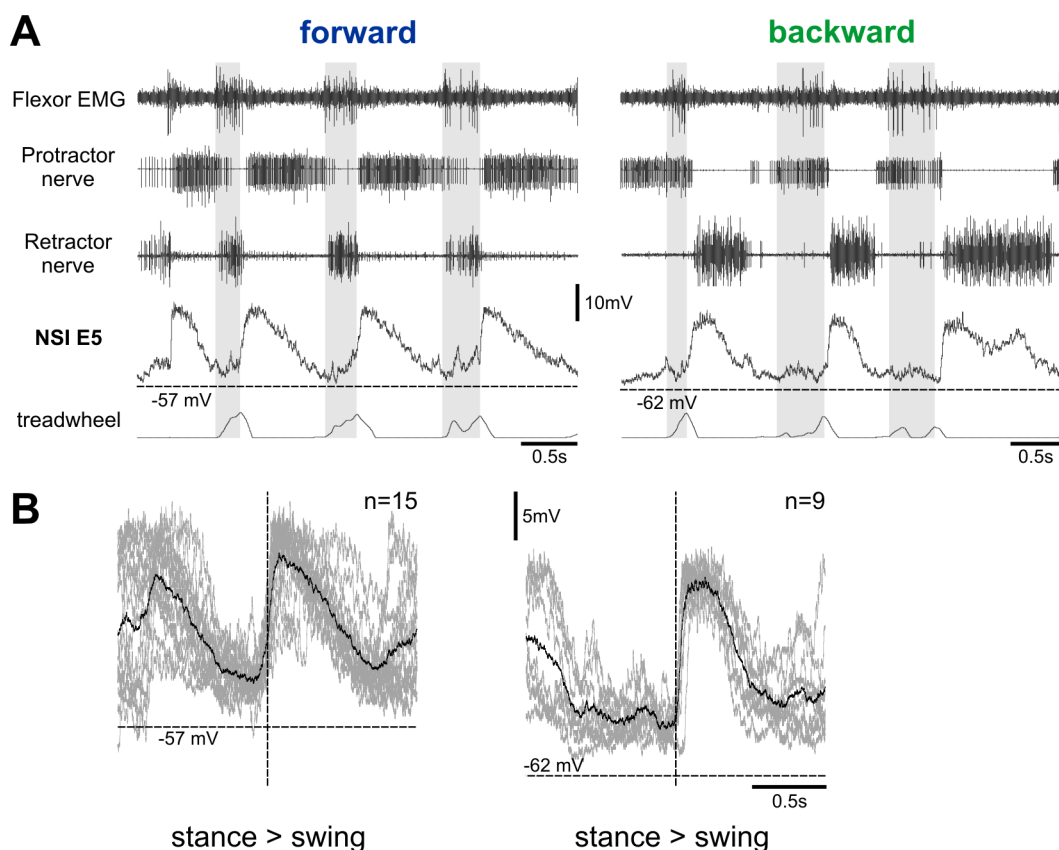 A
forward
backward
Flexor EMG
Protractor
nerve
Retractor
nerve
10mV
NSI E5
-57 mV
-62 mV
treadwheel
0.5s
0.5s
B
n=15
5mV
n=9
-57 mV
-62 mV
0.5s
stance > swing
stance > swing